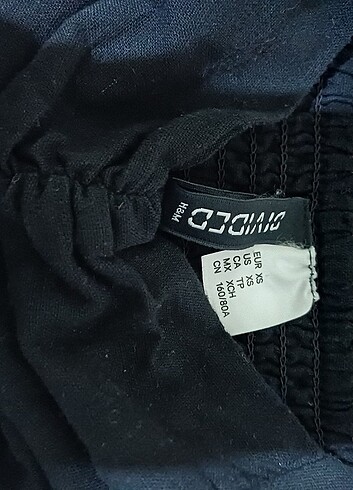 DIVIDED
H&M
EUR XS
US XS
CA TP
MX XCH
CN 160/80A